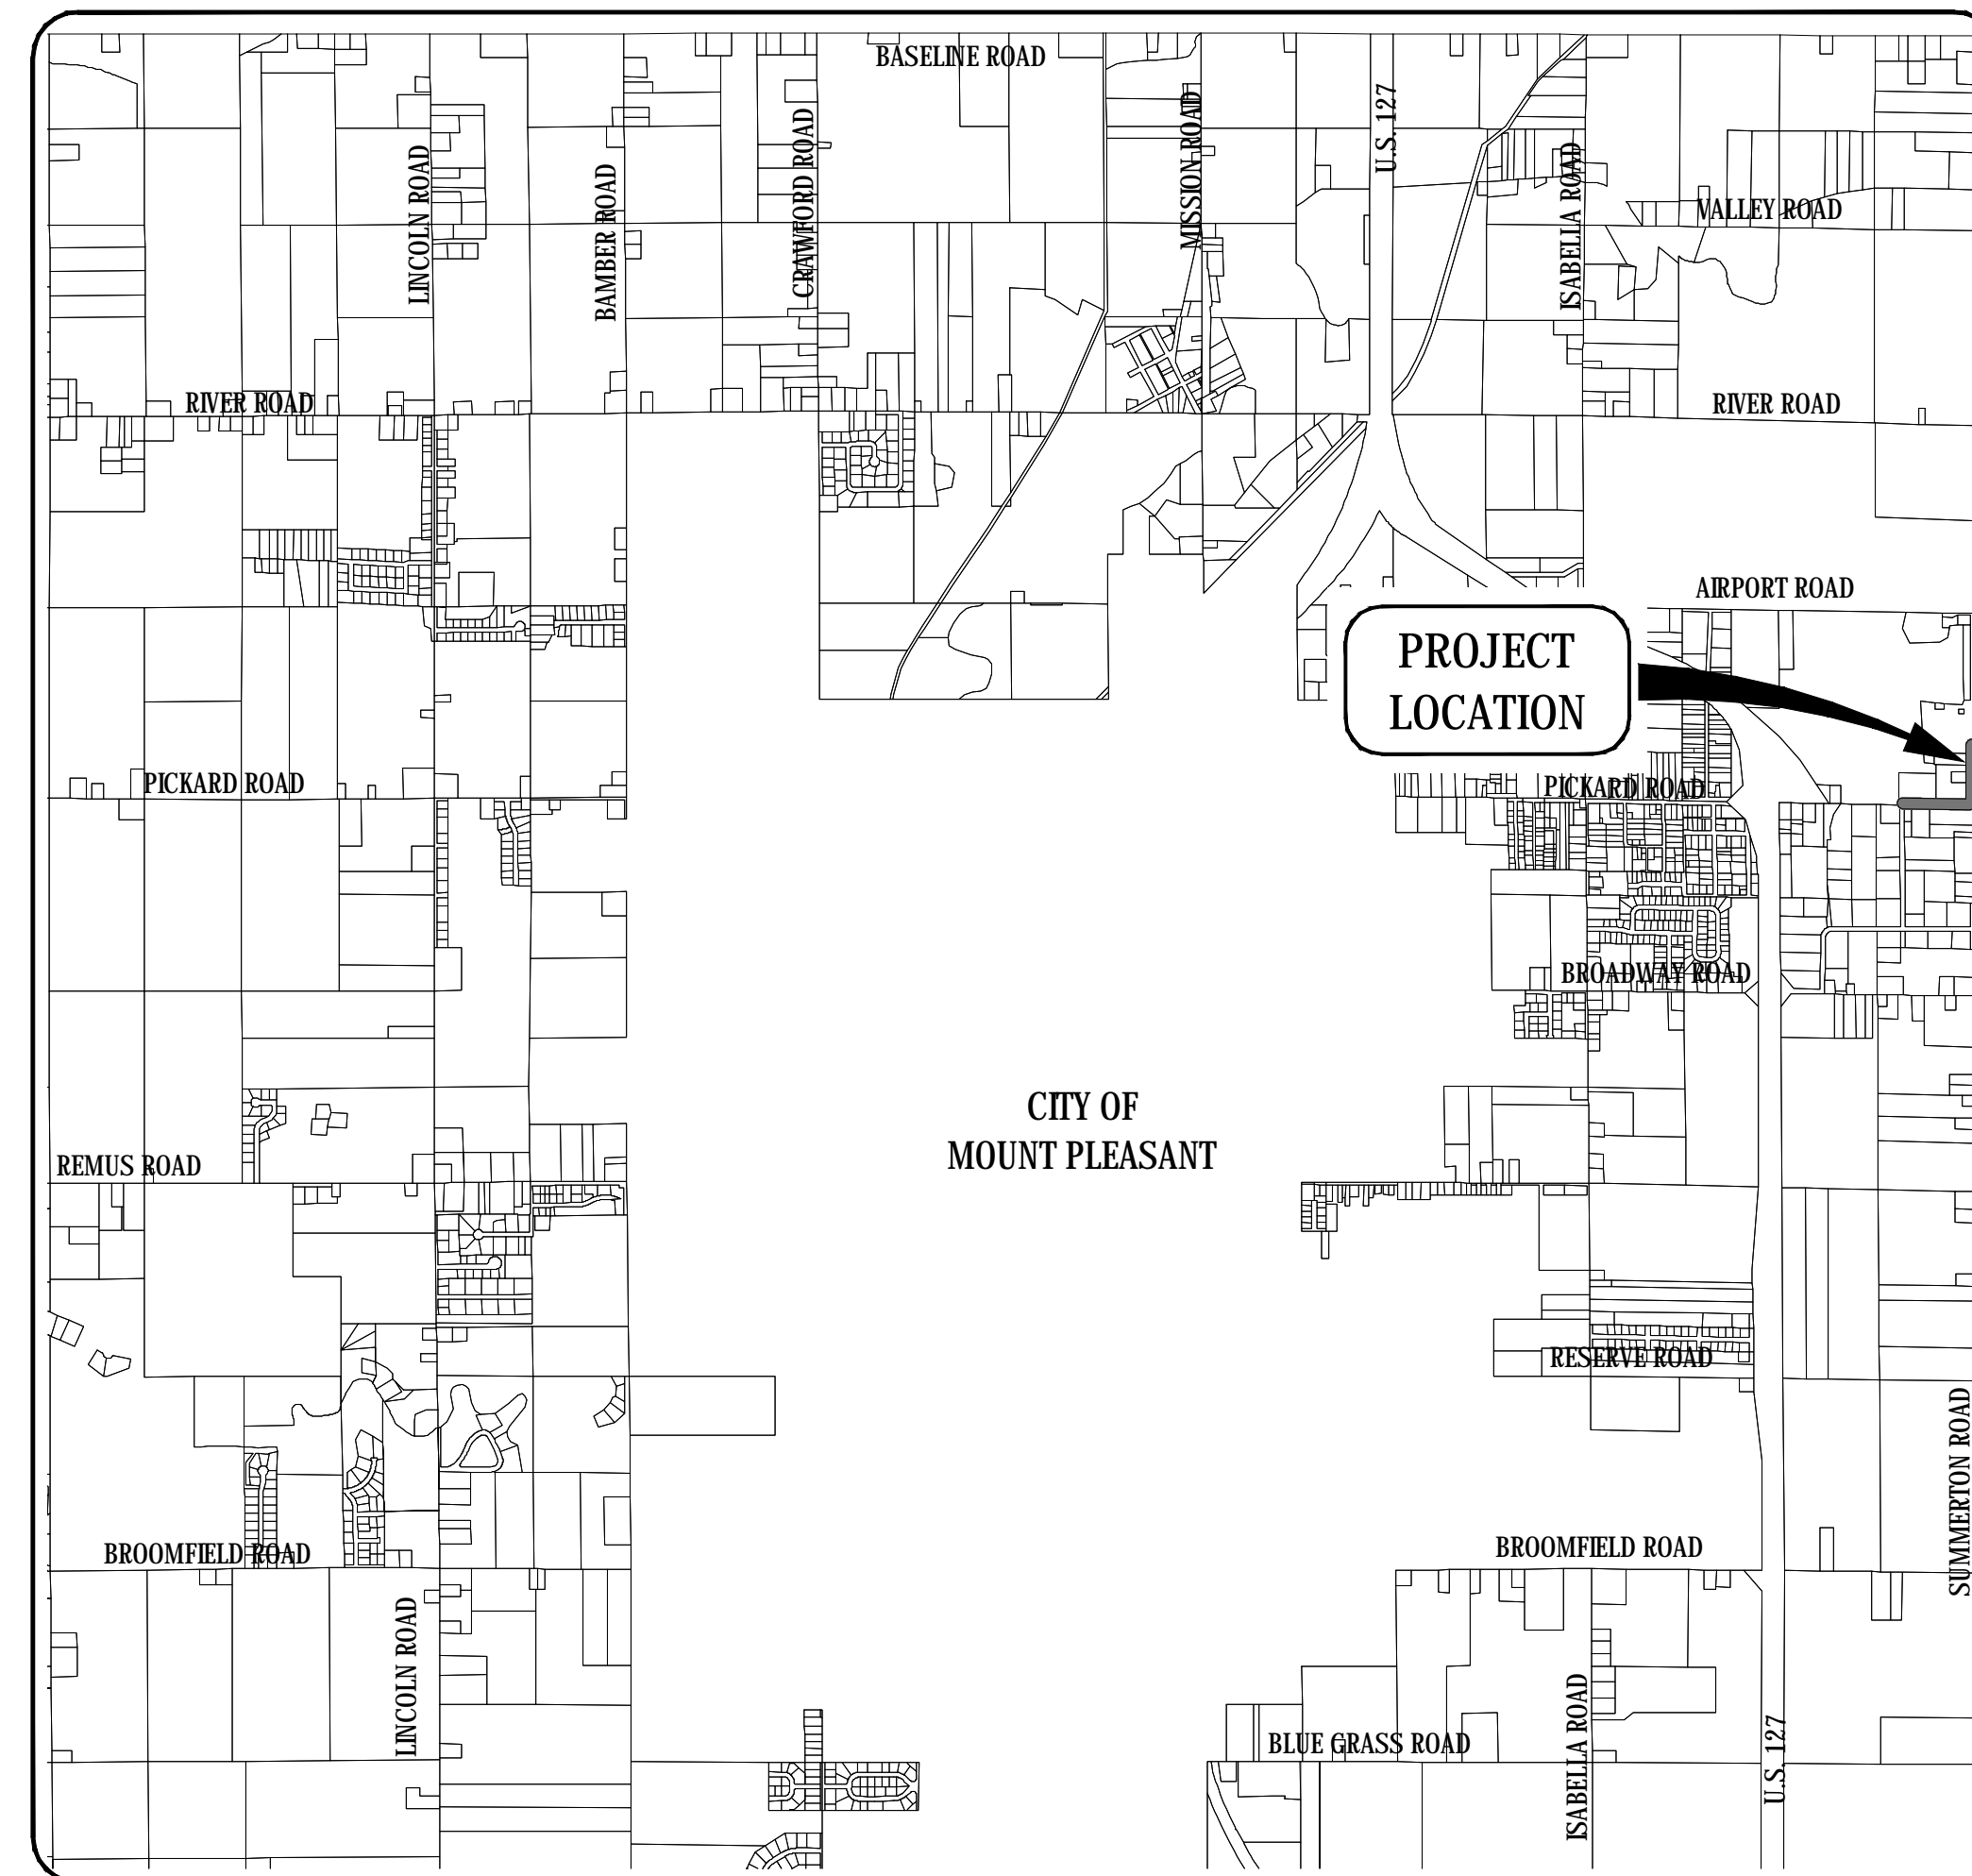 BASELINE ROAD
U.S. 127
MISSION ROAD
CRAWFORD ROAD
LINCOLN ROAD
ISABELLA ROAD
BAMBER ROAD
VALLEY ROAD
RIVER ROAD
RIVER ROAD
AIRPORT ROAD
PROJECT
LOCATION
PICKARD ROAD
PICKARD ROAD
BROADWAY ROAD
CITY OF
MOUNT PLEASANT
REMUS ROAD
RESERVE ROAD
SUMMERTON ROAD
BROOMFIELD ROAD
BROOMFIELD ROAD
LINCOLN ROAD
ISABELLA ROAD
BLUE GRASS ROAD
U.S. 127